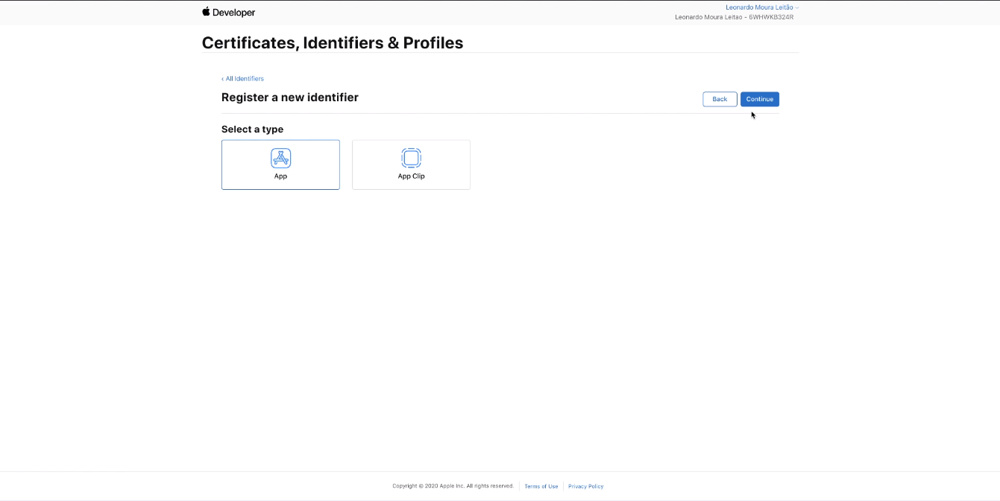 Developer
Leonardo Moura Leitão
Leonardo Moura Leitao - 6WHWKB324R
Certificates, Identifiers & Profiles
‹ All Identifiers
Register a new identifier
Back
Continue
Select a type
App
App Clip
Copyright © 2020 Apple Inc. All rights reserved.
Terms of Use
Privacy Policy